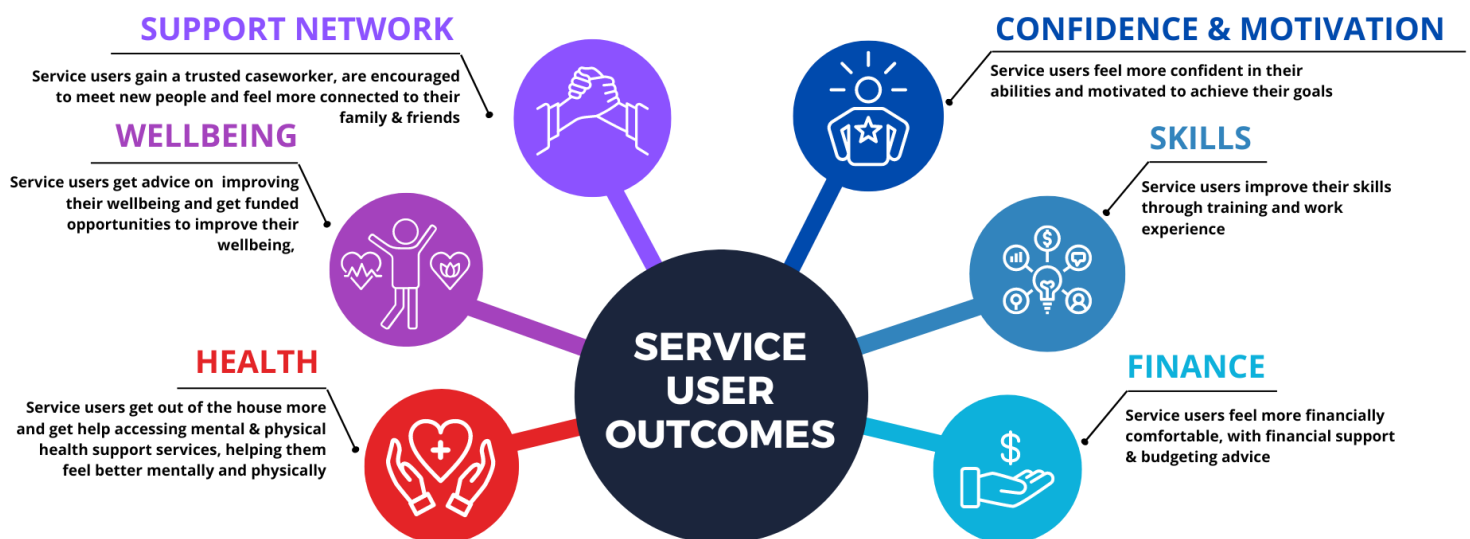 SUPPORT NETWORK
Service users gain a trusted caseworker, are encouraged
to meet new people and feel more connected to their
family & friends
WELLBEING
Service users get advice on  improving
their wellbeing and get funded
opportunities to improve their
wellbeing,
HEALTH
Service users get out of the house more
and get help accessing mental & physical
health support services, helping them
feel better mentally and physically
SERVICE
USER
OUTCOMES
CONFIDENCE & MOTIVATION
Service users feel more confident in their
abilities and motivated to achieve their goals
SKILLS
Service users improve their skills
through training and work
experience
$
FINANCE
Service users feel more financially
comfortable, with financial support
& budgeting advice
$